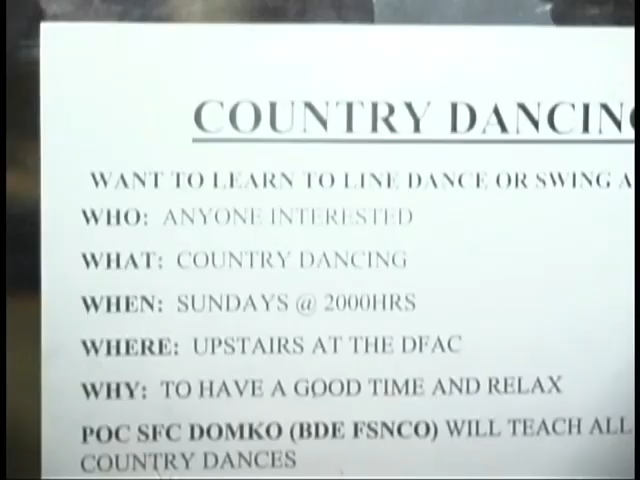 COUNTRY DANCIN
WANT TO LEARN TO LINE DANCE OR SWING A
WHO: ANYONE INTERESTED
WHAT: COUNTRY DANCING
WHEN: SUNDAYS @ 2000HRS
WHERE: UPSTAIRS AT THE DFAC
WHY: TO HAVE A GOOD TIME AND RELAX
POC SFC DOMKO (BDE FSNCO) WILL TEACH ALL
COUNTRY DANCES